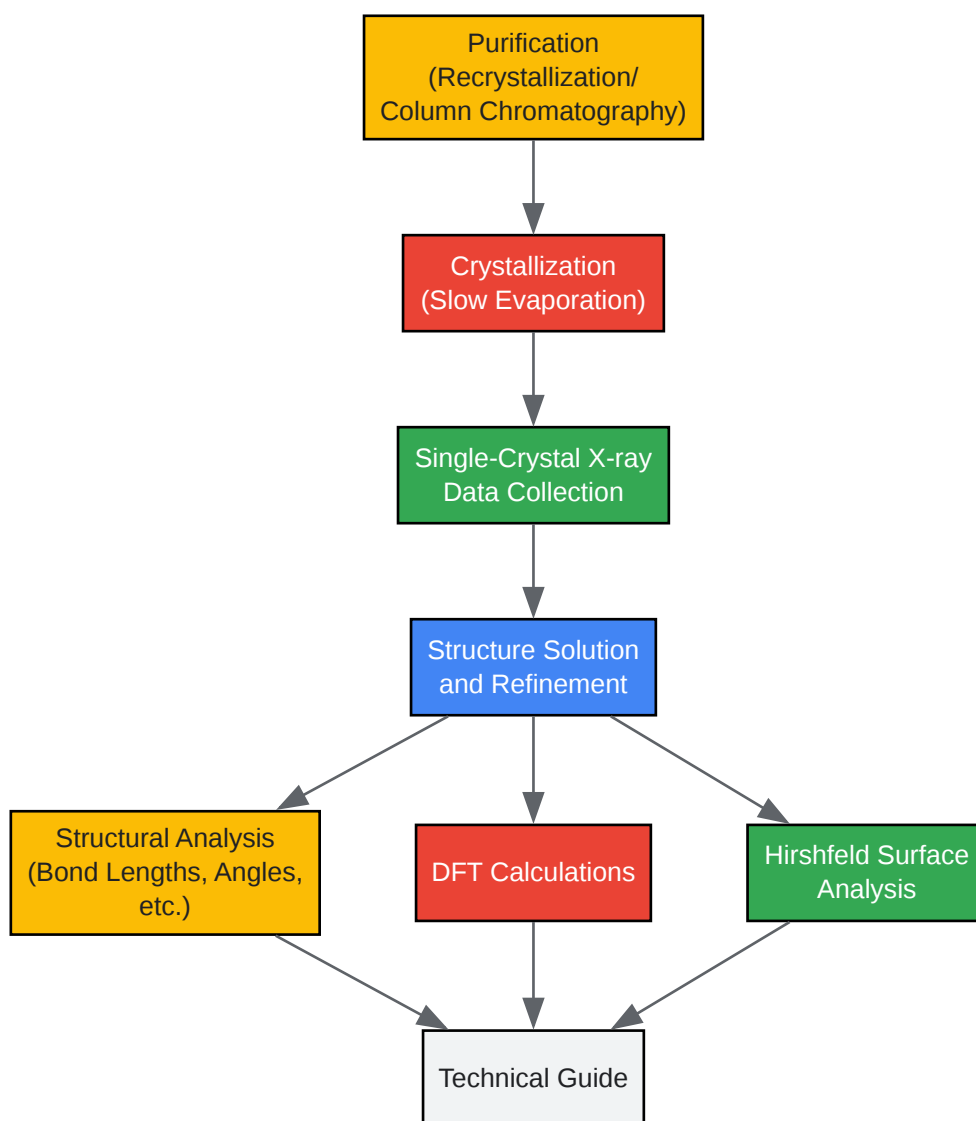 Purification
(Recrystallization/
Column Chromatography)
Crystallization
(Slow Evaporation)
Single-Crystal X-ray
Data Collection
Structure Solution
and Refinement
Structural Analysis
(Bond Lengths, Angles,
etc.)
DFT Calculations
Hirshfeld Surface
Analysis
Technical Guide